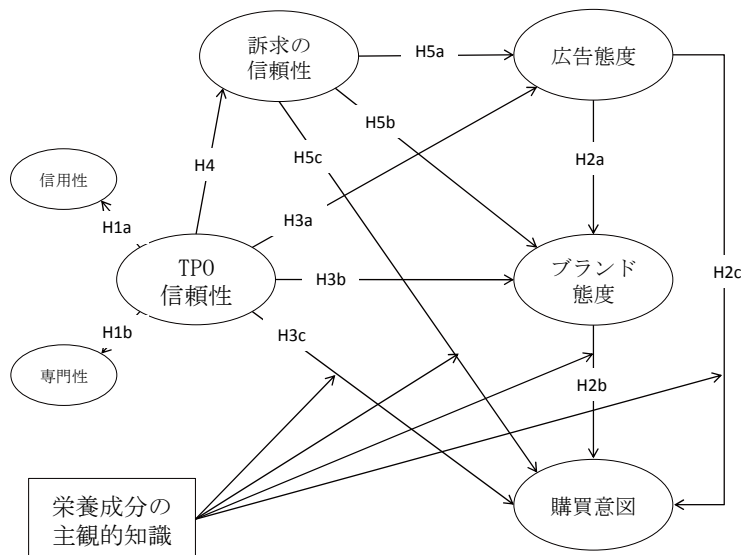 訴求の
信頼性
H5a
広告態度
H5b
H5c
H2a
H4
信用性
H1a
H3a
TPO
信頼性
H3b
ブランド
態度
H2c
H1b
H3c
専門性
H2b
栄養成分の
主観的知識
購買意図